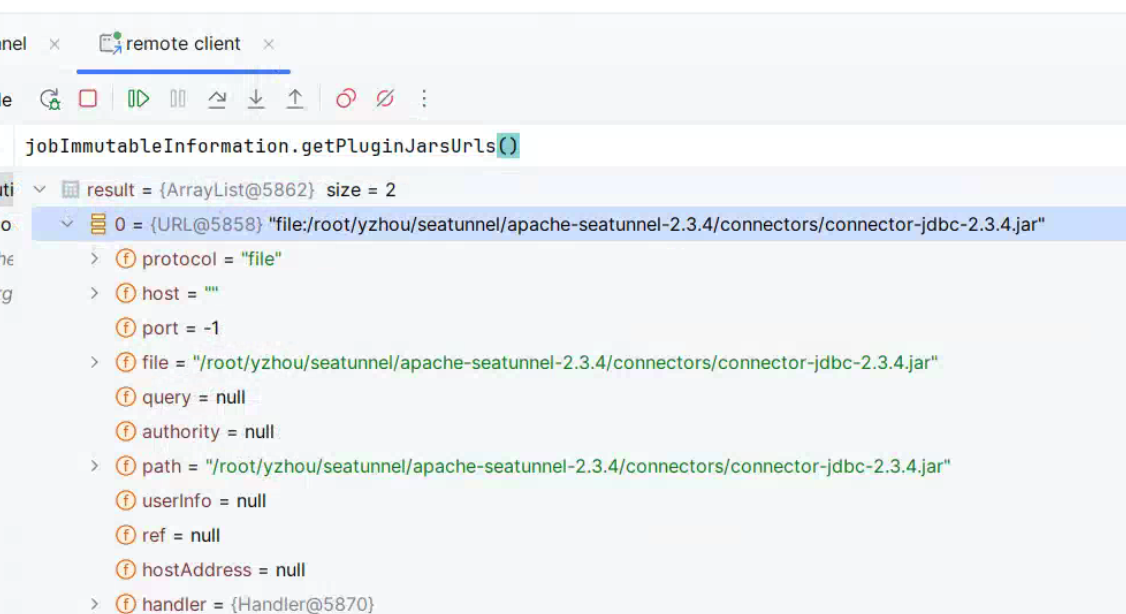 nel × remote client ×
le
jobImmutableInformation.getPluginJarsUrls()
uti result = {ArrayList@5862} size = 2
o 0 = {URL@5858} "file:/root/yzhou/seatunnel/apache-seatunnel-2.3.4/connectors/connector-jdbc-2.3.4.jar"
he f protocol = "file"
rg f host = ""
f port = -1
f file = "/root/yzhou/seatunnel/apache-seatunnel-2.3.4/connectors/connector-jdbc-2.3.4.jar"
f query = null
f authority = null
f path = "/root/yzhou/seatunnel/apache-seatunnel-2.3.4/connectors/connector-jdbc-2.3.4.jar"
f userInfo = null
f ref = null
f hostAddress = null
f handler = {Handler@5870}